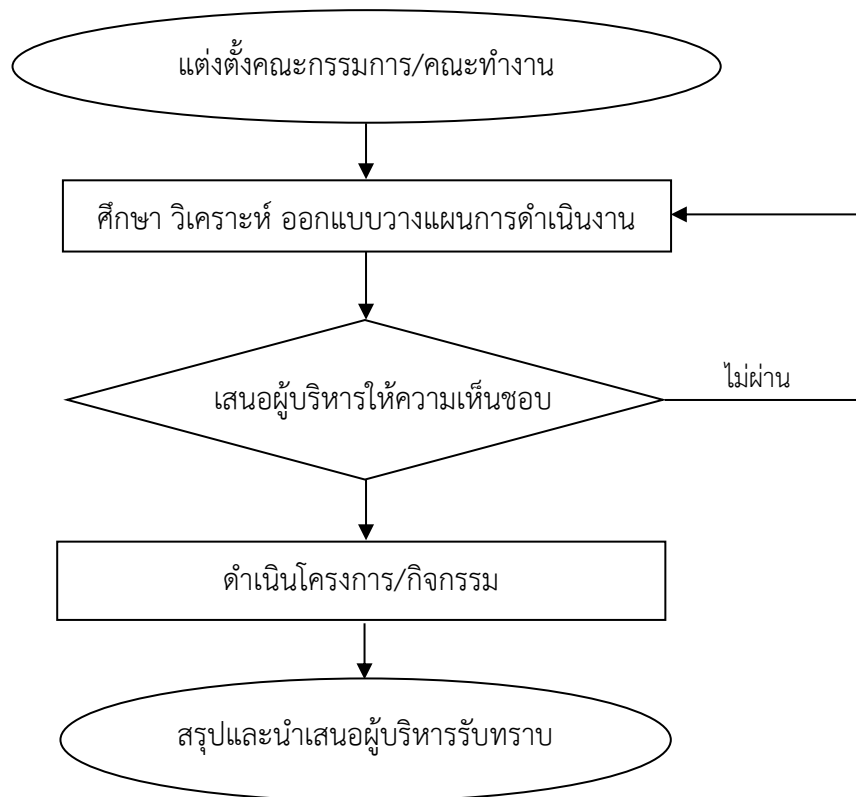 แต่งตั้งคณะกรรมการ/คณะทำงาน
ศึกษา วิเคราะห์ ออกแบบวางแผนการดำเนินงาน
เสนอผู้บริหารให้ความเห็นชอบ
ไม่ผ่าน
ดำเนินโครงการ/กิจกรรม
สรุปและนำเสนอผู้บริหารรับทราบ